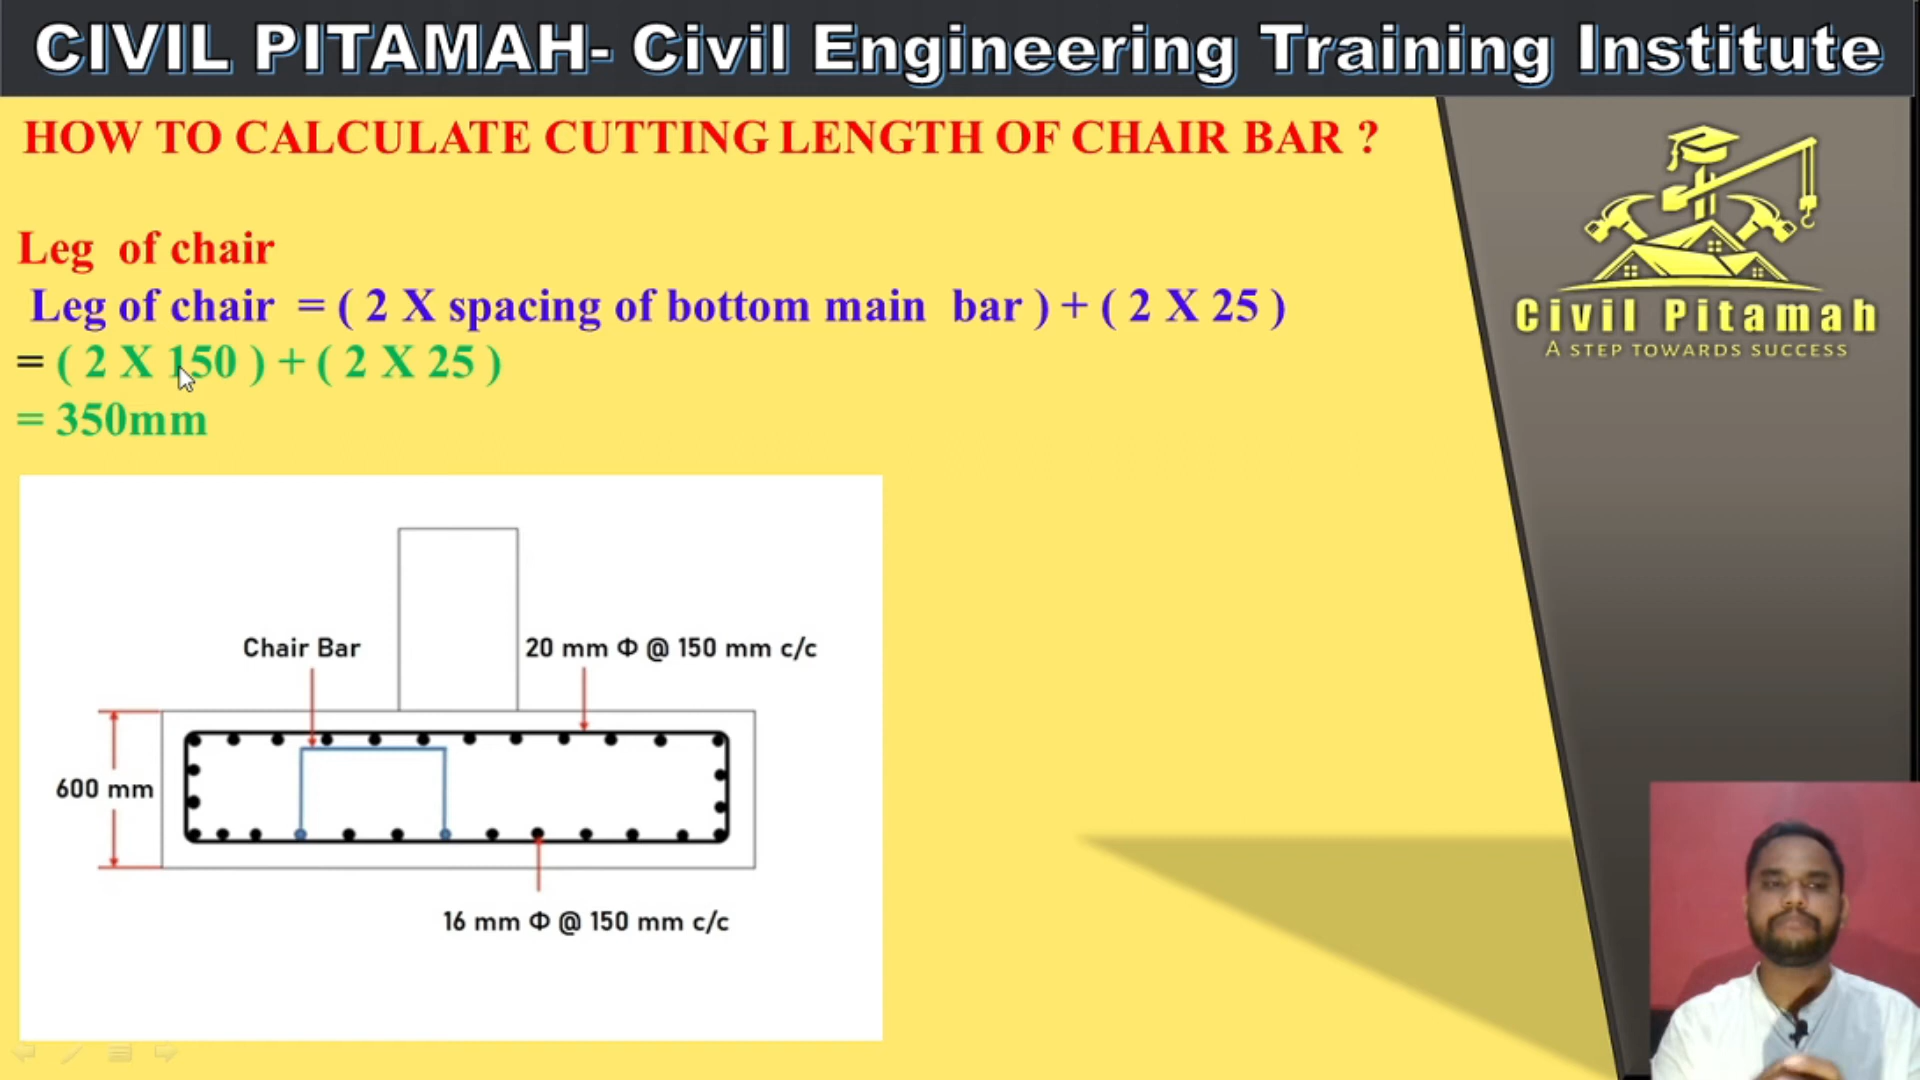 CIVIL PITAMAH- Civil Engineering Training Institute
HOW TO CALCULATE CUTTING LENGTH OF CHAIR BAR ?
Leg of chair
Leg of chair = ( 2 X spacing of bottom main bar ) + ( 2 X 25 )
= ( 2 X 150 ) + ( 2 X 25 )
= 350mm
Civil Pitamah
A STEP TOWARDS SUCCESS
Chair Bar
20 mm Φ @ 150 mm c/c
600 mm
16 mm Φ @ 150 mm c/c